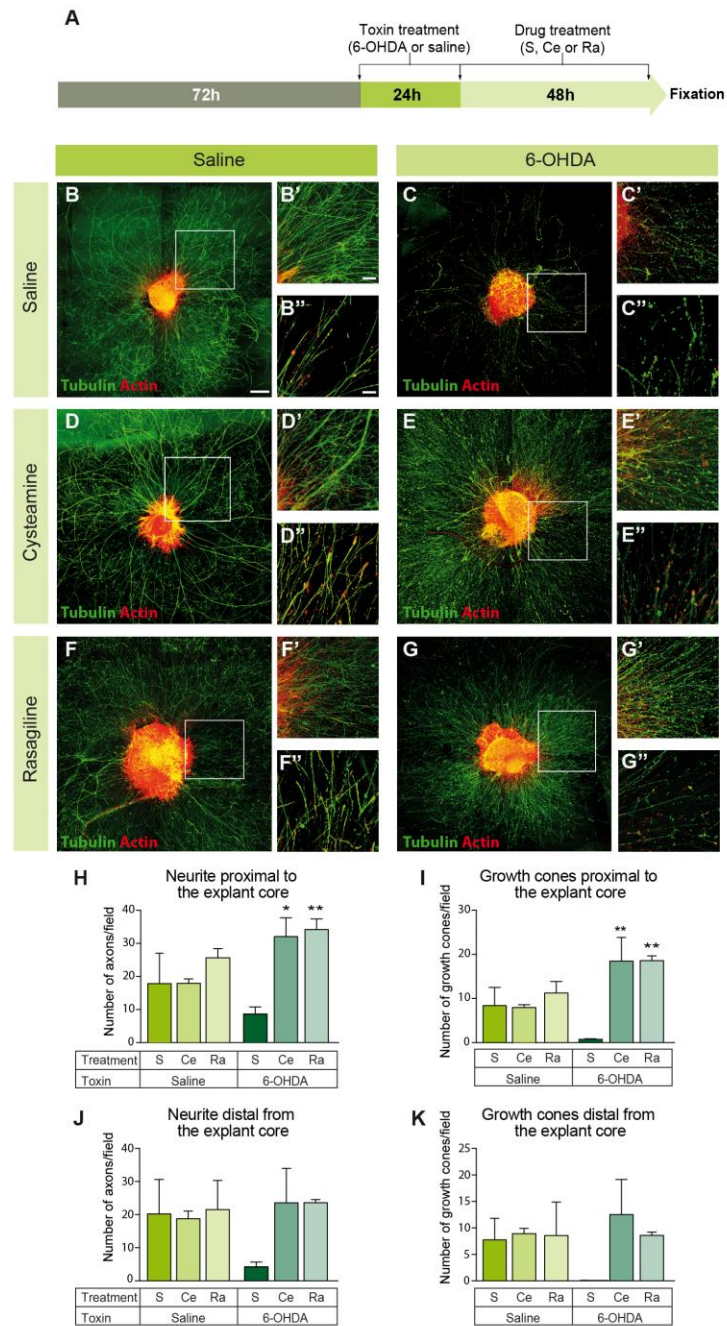 A
Toxin treatment
(6-OHDA or saline)
Drug treatment
(S, Ce or Ra)
72h
24h
48h
Fixation
Saline
6-OHDA
Saline
B
Tubulin Actin
B'
B''
C
Tubulin Actin
C'
C''
Cysteamine
D
Tubulin Actin
D'
D''
E
Tubulin Actin
E'
E''
Rasagiline
F
Tubulin Actin
F'
F''
G
Tubulin Actin
G'
G''
H
Neurite proximal to
the explant core
Number of axons/field
40
30
20
10
0
* **
Treatment S Ce Ra S Ce Ra
Toxin Saline 6-OHDA
I
Growth cones proximal to
the explant core
Number of growth cones/field
30
20
10
0
** **
Treatment S Ce Ra S Ce Ra
Toxin Saline 6-OHDA
J
Neurite distal from
the explant core
Number of axons/field
40
30
20
10
0
Treatment S Ce Ra S Ce Ra
Toxin Saline 6-OHDA
K
Growth cones distal from
the explant core
Number of growth cones/field
25
20
15
10
5
0
Treatment S Ce Ra S Ce Ra
Toxin Saline 6-OHDA